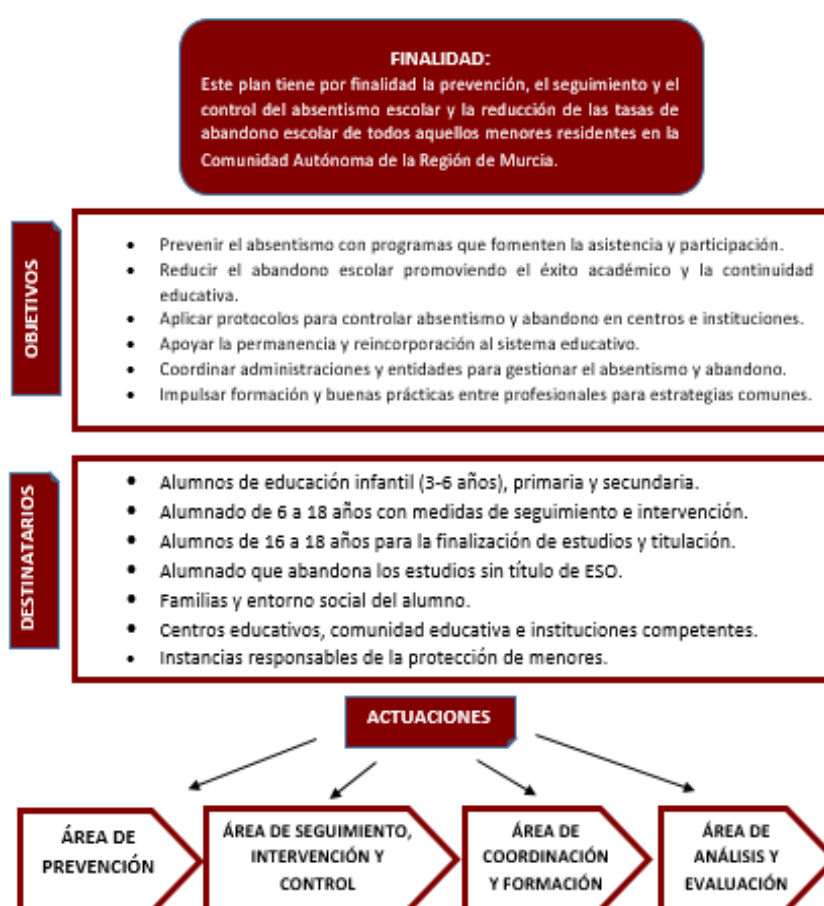 FINALIDAD:
Este plan tiene por finalidad la prevención, el seguimiento y el
control del absentismo escolar y la reducción de las tasas de
abandono escolar de todos aquellos menores residentes en la
Comunidad Autónoma de la Región de Murcia.
OBJETIVOS
• Prevenir el absentismo con programas que fomenten la asistencia y participación.
• Reducir el abandono escolar promoviendo el éxito académico y la continuidad
educativa.
• Aplicar protocolos para controlar absentismo y abandono en centros e instituciones.
• Apoyar la permanencia y reincorporación al sistema educativo.
• Coordinar administraciones y entidades para gestionar el absentismo y abandono.
• Impulsar formación y buenas prácticas entre profesionales para estrategias comunes.
DESTINATARIOS
• Alumnos de educación infantil (3-6 años), primaria y secundaria.
• Alumnado de 6 a 18 años con medidas de seguimiento e intervención.
• Alumnos de 16 a 18 años para la finalización de estudios y titulación.
• Alumnado que abandona los estudios sin título de ESO.
• Familias y entorno social del alumno.
• Centros educativos, comunidad educativa e instituciones competentes.
• Instancias responsables de la protección de menores.
ACTUACIONES
ÁREA DE
PREVENCIÓN
ÁREA DE SEGUIMIENTO,
INTERVENCIÓN Y
CONTROL
ÁREA DE
COORDINACIÓN
Y FORMACIÓN
ÁREA DE
ANÁLISIS Y
EVALUACIÓN